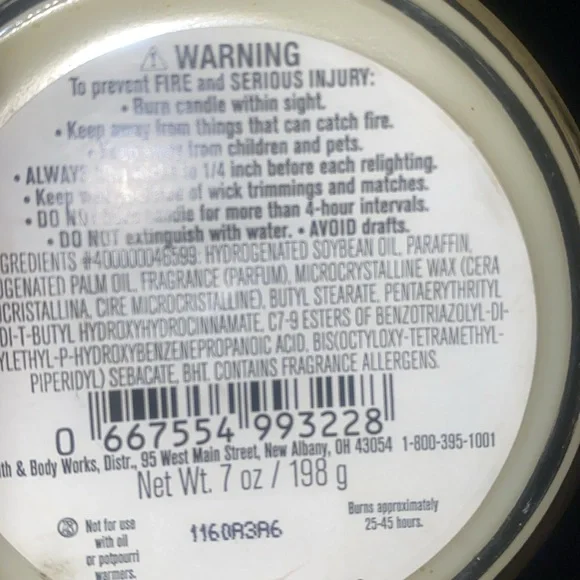 WARNING
To prevent FIRE and SERIOUS INJURY:
• Burn candle within sight.
• Keep away from things that can catch fire.
from children and pets.
• ALWAYS to 1/4 inch before each relighting.
• Keep of wick trimmings and matches.
• DO NOT for more than 4-hour intervals.
• DO NOT extinguish with water. • AVOID drafts.
GREDIENTS #400000046599: HYDROGENATED SOYBEAN OIL, PARAFFIN,
OGENATED PALM OIL, FRAGRANCE (PARFUM), MICROCRYSTALLINE WAX (CERA
ICRISTALLINA, CIRE MICROCRISTALLINE), BUTYL STEARATE, PENTAERYTHRITYL
DI-T-BUTYL HYDROXYHYDROCINNAMATE, C7-9 ESTERS OF BENZOTRIAZOLYL-DI-
YLETHYL-P-HYDROXYBENZENEPROPANOIC ACID, BIS(OCTYLOXY-TETRAMETHYL-
PIPERIDYL) SEBACATE, BHT. CONTAINS FRAGRANCE ALLERGENS.
0 667554 993228
th & Body Works, Distr., 95 West Main Street, New Albany, OH 43054 1-800-395-1001
Net Wt. 7 oz / 198 g
Not for use
with oil
or potpourri
warmers.
1160A3A6
Burns approximately
25-45 hours.